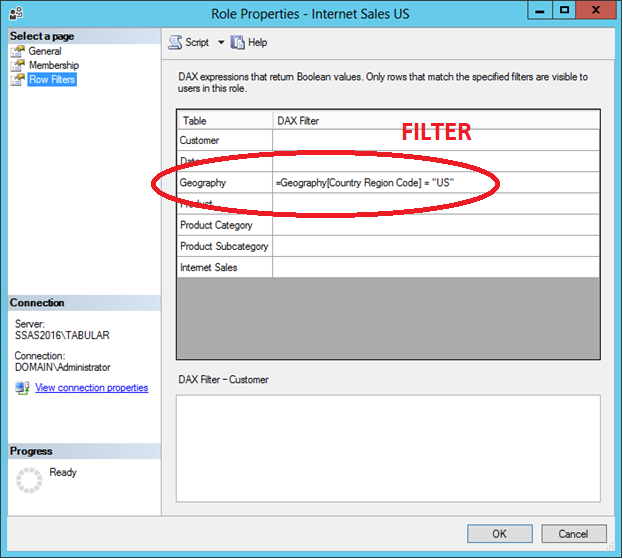 Role Properties - Internet Sales US
Select a page
General
Membership
Row Filters
Script
Help
DAX expressions that return Boolean values. Only rows that match the specified filters are visible to
users in this role.
Table DAX Filter
FILTER
Customer
Date
Geography =Geography[Country Region Code] = "US"
Product
Product Category
Product Subcategory
Internet Sales
Connection
Server:
SSAS2016\TABULAR
Connection:
DOMAIN\Administrator
View connection properties
DAX Filter – Customer
Progress
Ready
OK Cancel